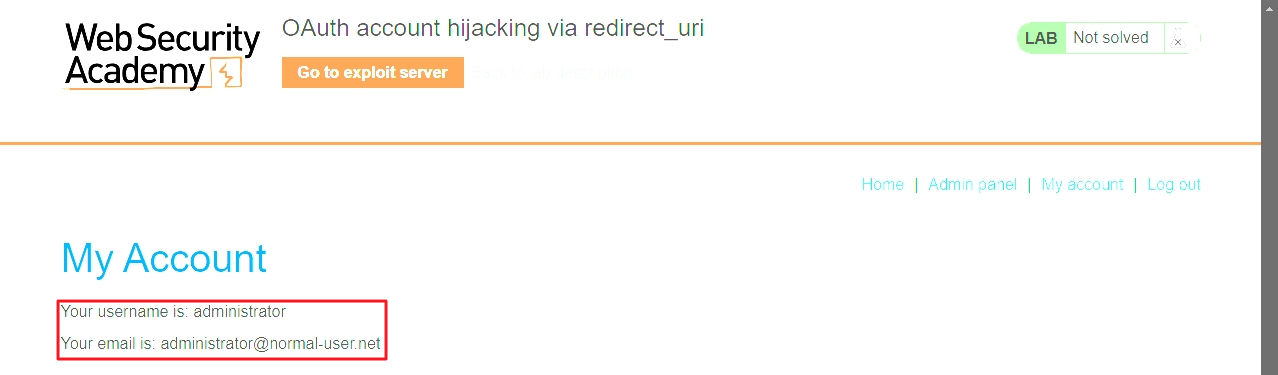 Web Security
Academy
OAuth account hijacking via redirect_uri
Go to exploit server
Back to lab description
LAB Not solved
Home | Admin panel | My account | Log out
My Account
Your username is: administrator
Your email is: administrator@normal-user.net